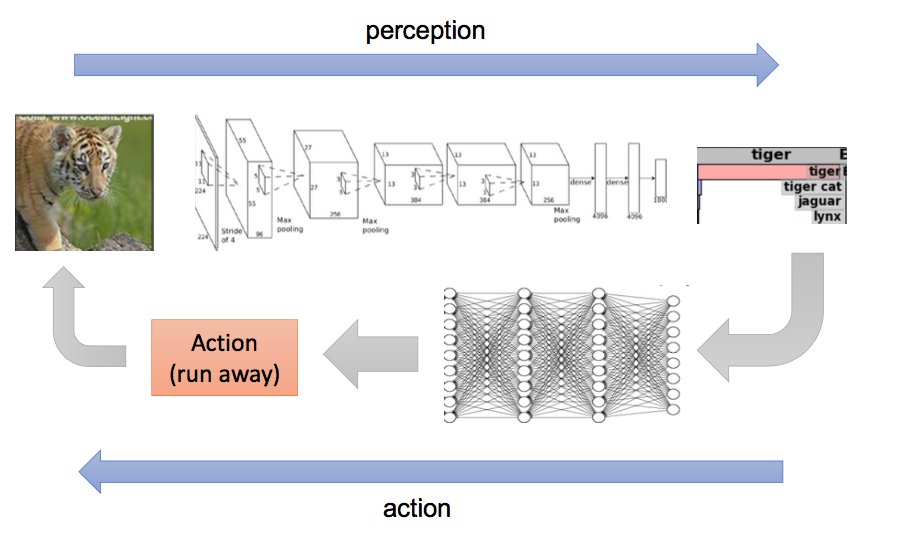 perception
www.OceanLight.c
55
27
13
13
13
11
5
3
3
3
11
5
3
3
3
224
27
13
13
13
dense
dense
55
384
384
256
1000
Stride
of 4
96
Max
pooling
256
Max
pooling
Max
pooling
4096
4096
224
tiger
E
tiger
E
tiger cat
jaguar
lynx
Action
(run away)
action